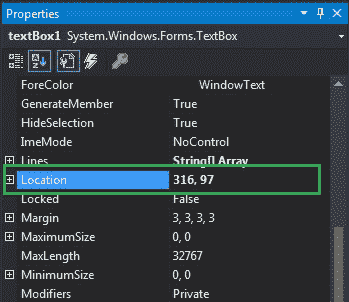 Properties
textBox1 System.Windows.Forms.TextBox
ForeColor WindowText
GenerateMember True
HideSelection True
ImeMode NoControl
Lines String[] Array
Location 316, 97
Locked False
Margin 3, 3, 3, 3
MaximumSize 0, 0
MaxLength 32767
MinimumSize 0, 0
Modifiers Private